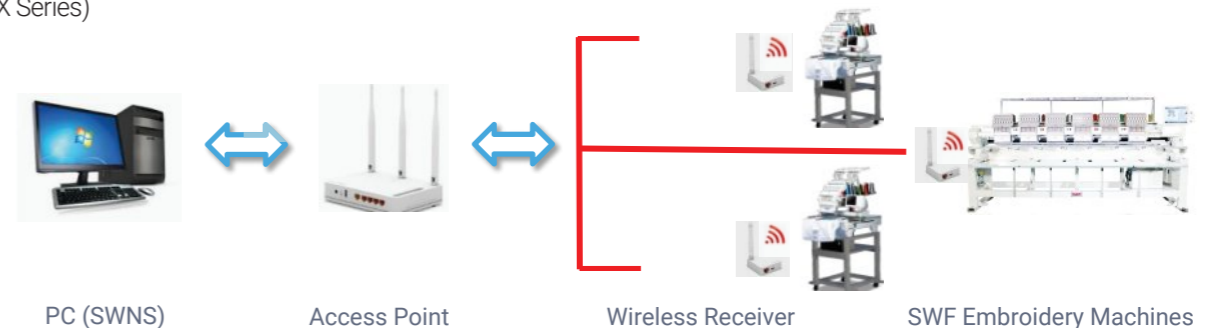 X Series)
PC (SWNS)
Access Point
Wireless Receiver
SWF Embroidery Machines